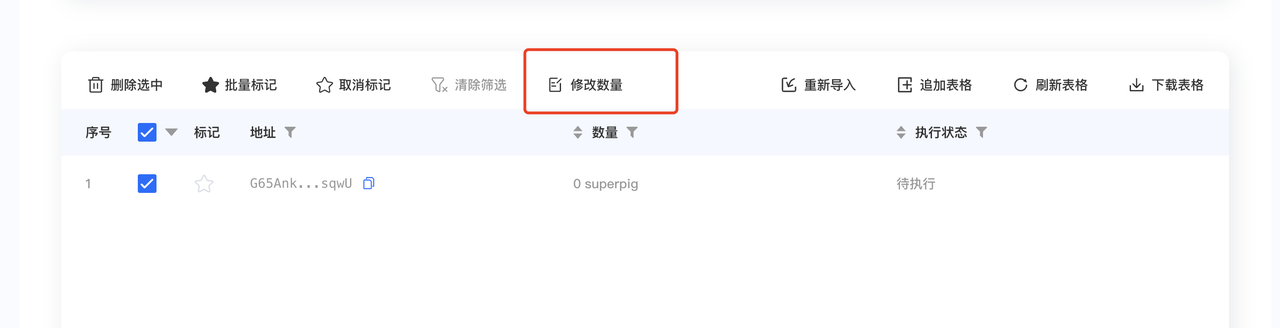 删除选中 批量标记 取消标记 清除筛选 修改数量 重新导入 追加表格 刷新表格 下载表格
序号 标记 地址 数量 执行状态
1 G65Ank...sqwU 0 superpig 待执行